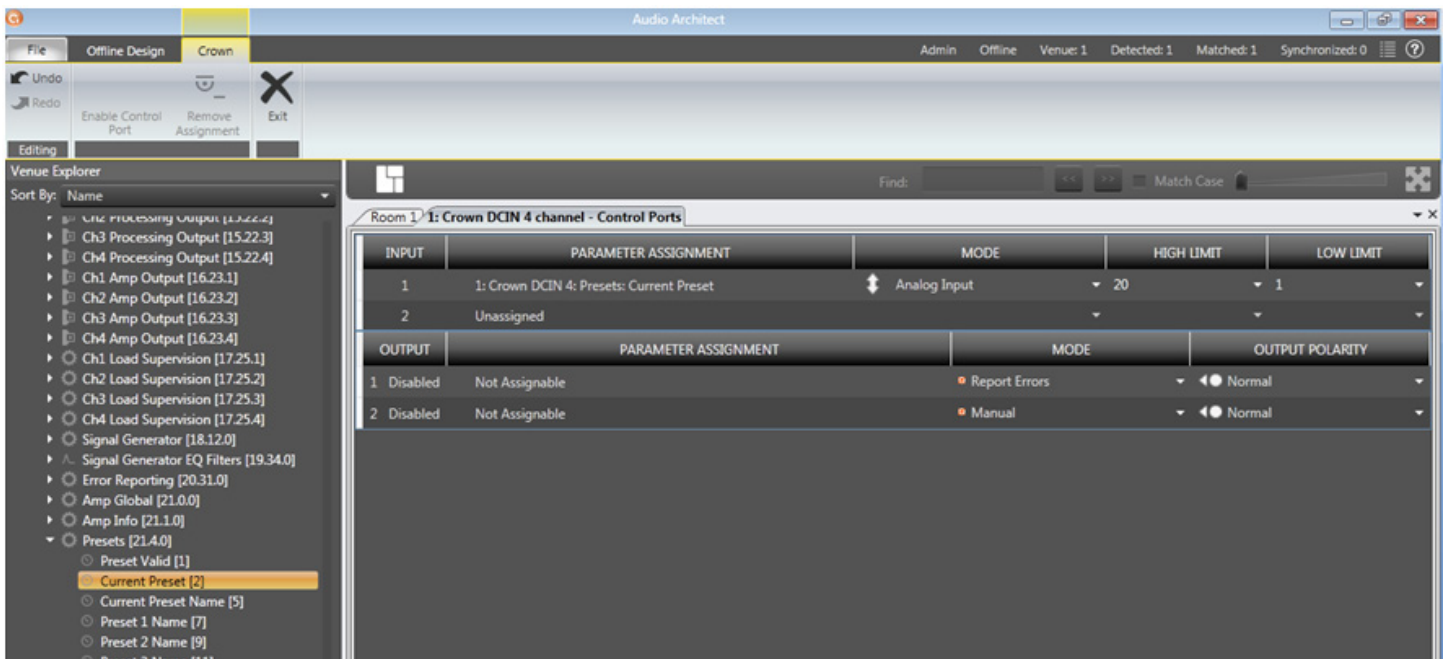 Audio Architect
File Offline Design Crown Admin Offline Venue: 1 Detected: 1 Matched: 1 Synchronized: 0
Undo
Redo
Enable Control Port
Remove Assignment
Exit
Editing
Venue Explorer
Sort By: Name
Find: << >> Match Case
Room 1 1: Crown DCIN 4 channel - Control Ports
Ch2 Processing Output [15.22.2]
Ch3 Processing Output [15.22.3]
Ch4 Processing Output [15.22.4]
Ch1 Amp Output [16.23.1]
Ch2 Amp Output [16.23.2]
Ch3 Amp Output [16.23.3]
Ch4 Amp Output [16.23.4]
Ch1 Load Supervision [17.25.1]
Ch2 Load Supervision [17.25.2]
Ch3 Load Supervision [17.25.3]
Ch4 Load Supervision [17.25.4]
Signal Generator [18.12.0]
Signal Generator EQ Filters [19.34.0]
Error Reporting [20.31.0]
Amp Global [21.0.0]
Amp Info [21.1.0]
Presets [21.4.0]
Preset Valid [1]
Current Preset [2]
Current Preset Name [5]
Preset 1 Name [7]
Preset 2 Name [9]
INPUT PARAMETER ASSIGNMENT MODE HIGH LIMIT LOW LIMIT
1 1: Crown DCIN 4: Presets: Current Preset Analog Input 20 1
2 Unassigned
OUTPUT PARAMETER ASSIGNMENT MODE OUTPUT POLARITY
1 Disabled Not Assignable Report Errors Normal
2 Disabled Not Assignable Manual Normal